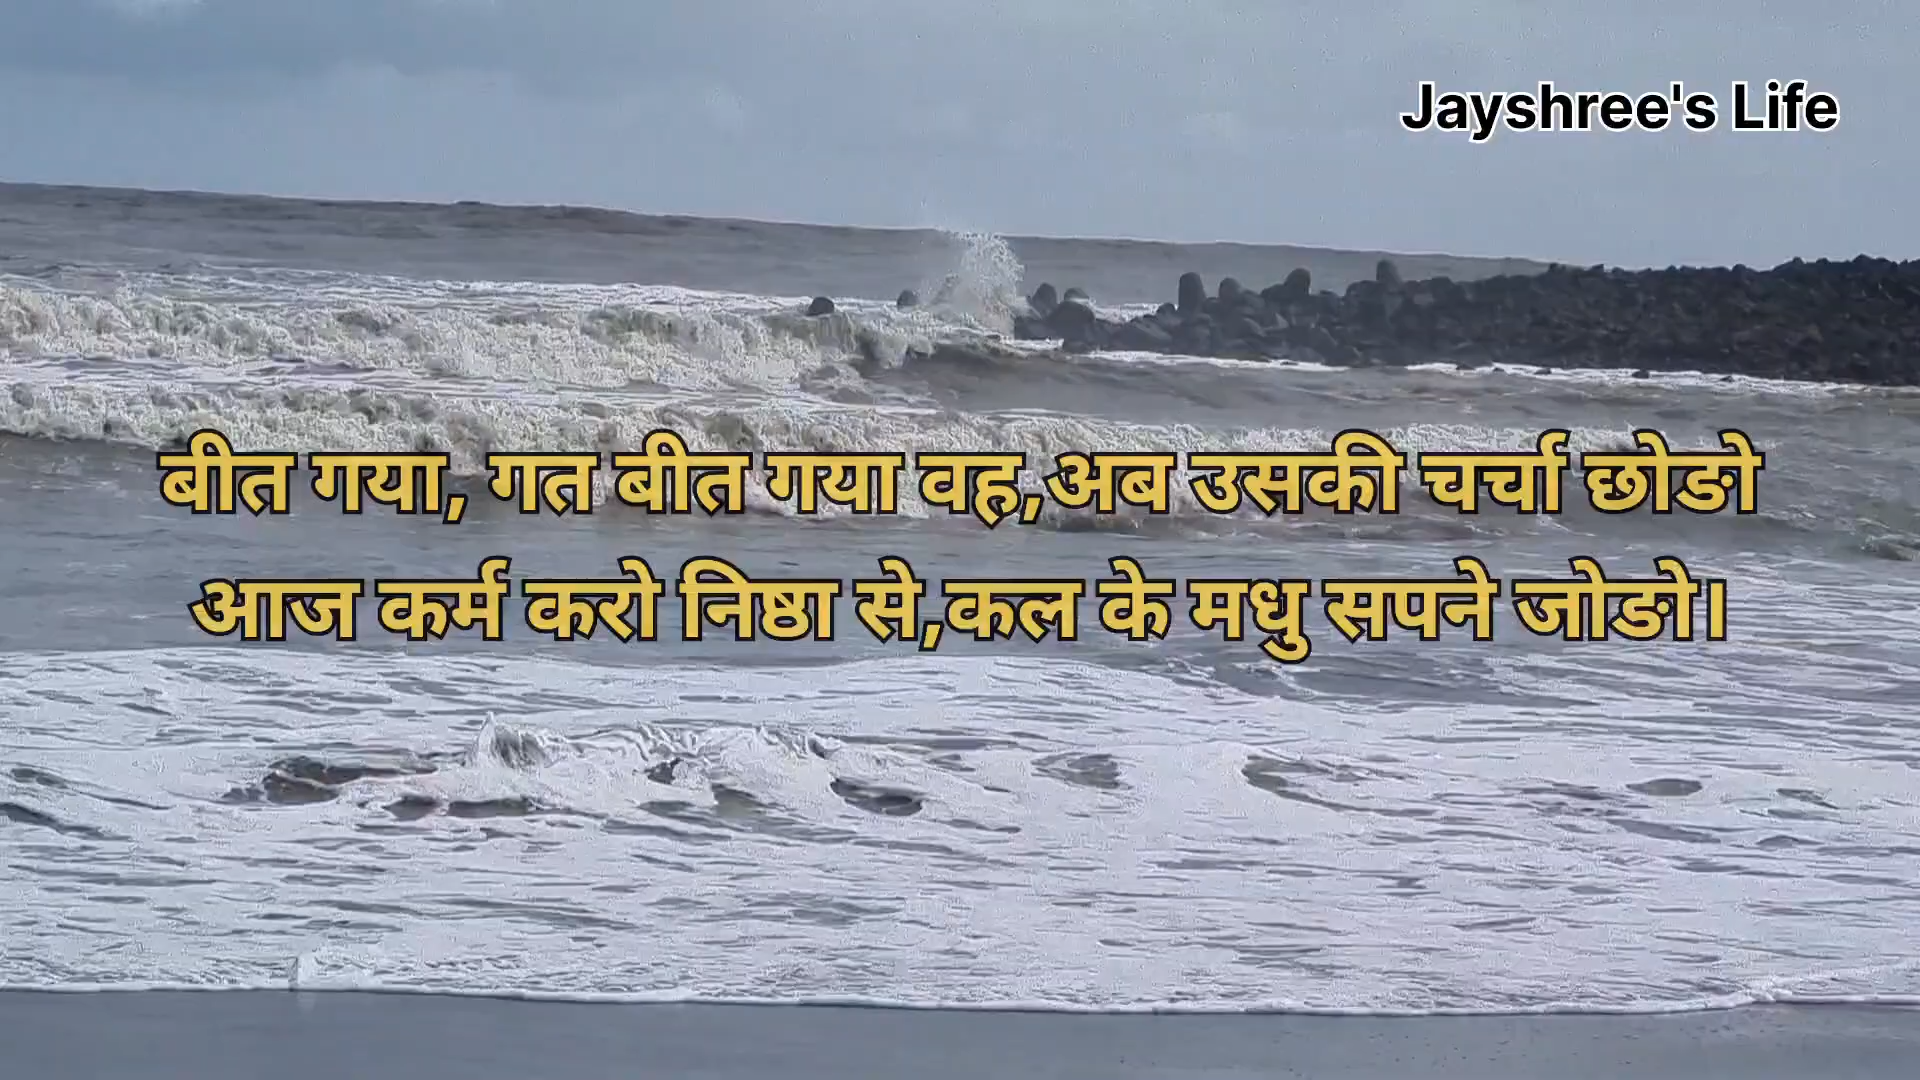 Jayshree's Life
बीत गया, गत बीत गया वह,अब उसकी चर्चा छोङो
आज कर्म करो निष्ठा से,कल के मधु सपने जोङो।